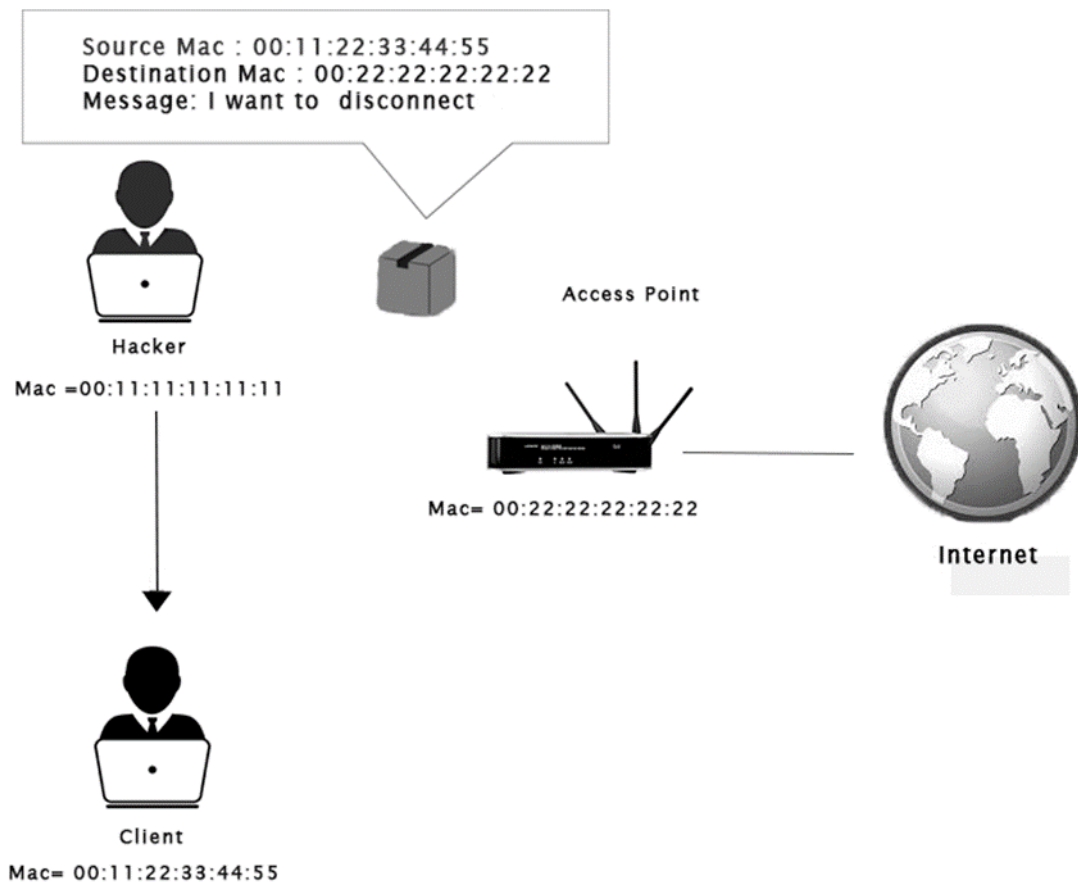 Source Mac : 00:11:22:33:44:55
Destination Mac : 00:22:22:22:22:22
Message: I want to disconnect
Hacker
Mac =00:11:11:11:11:11
Access Point
Mac= 00:22:22:22:22:22
Internet
Client
Mac= 00:11:22:33:44:55